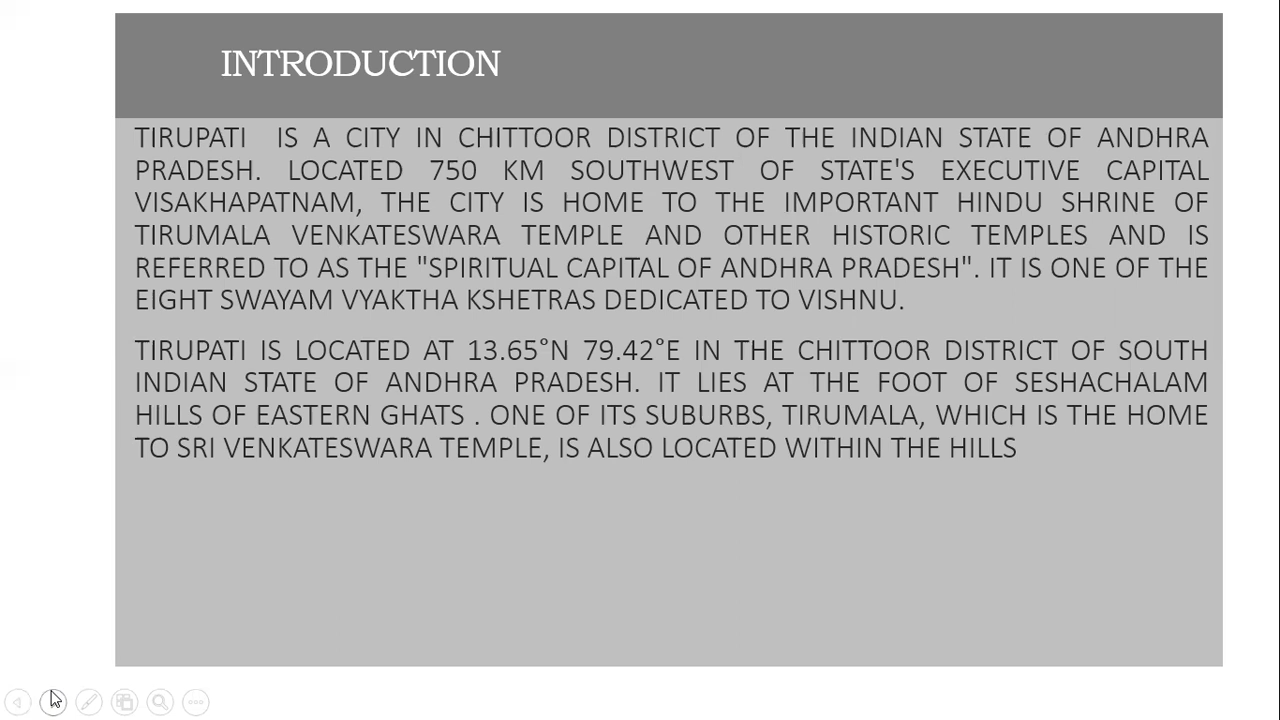 INTRODUCTION
TIRUPATI IS A CITY IN CHITTOOR DISTRICT OF THE INDIAN STATE OF ANDHRA
PRADESH. LOCATED 750 KM SOUTHWEST OF STATE'S EXECUTIVE CAPITAL
VISAKHAPATNAM, THE CITY IS HOME TO THE IMPORTANT HINDU SHRINE OF
TIRUMALA VENKATESWARA TEMPLE AND OTHER HISTORIC TEMPLES AND IS
REFERRED TO AS THE "SPIRITUAL CAPITAL OF ANDHRA PRADESH". IT IS ONE OF THE
EIGHT SWAYAM VYAKTHA KSHETRAS DEDICATED TO VISHNU.
TIRUPATI IS LOCATED AT 13.65°N 79.42°E IN THE CHITTOOR DISTRICT OF SOUTH
INDIAN STATE OF ANDHRA PRADESH. IT LIES AT THE FOOT OF SESHACHALAM
HILLS OF EASTERN GHATS . ONE OF ITS SUBURBS, TIRUMALA, WHICH IS THE HOME
TO SRI VENKATESWARA TEMPLE, IS ALSO LOCATED WITHIN THE HILLS